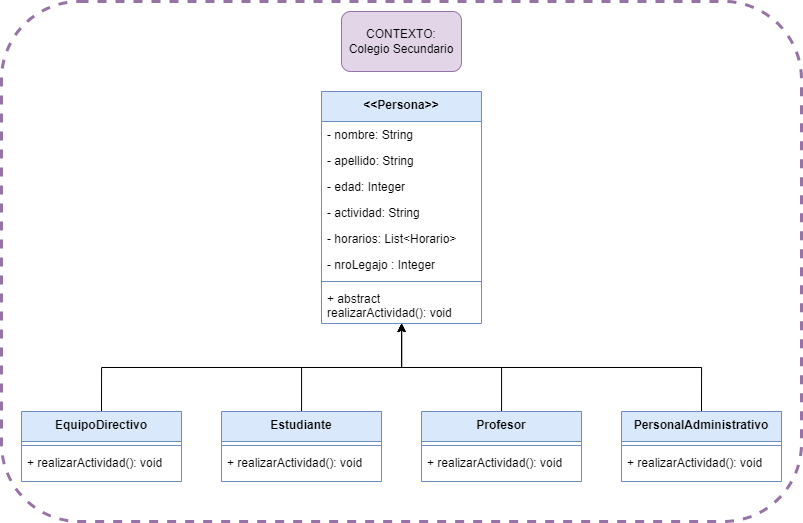 CONTEXTO:
Colegio Secundario
<<Persona>>
- nombre: String
- apellido: String
- edad: Integer
- actividad: String
- horarios: List<Horario>
- nroLegajo : Integer
+ abstract
realizarActividad(): void
EquipoDirectivo
+ realizarActividad(): void
Estudiante
+ realizarActividad(): void
Profesor
+ realizarActividad(): void
PersonalAdministrativo
+ realizarActividad(): void